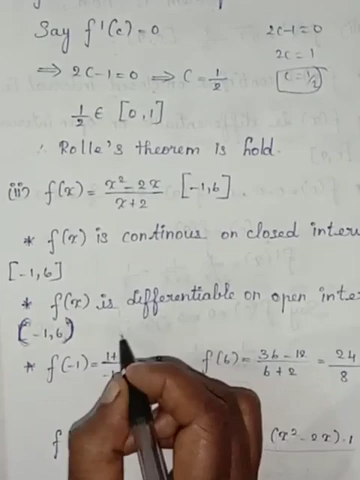 Say f'(c)=0
2c-1=0
2c=1
⇒ 2c-1=0 ⇒ c=1/2
c=1/2
1/2 ∈ [0,1]
∴ Rolle's theorem is hold.
(ii) f(x) = (x²-2x)/(x+2) [-1,6].
* f(x) is continous on closed inter
[-1,6]
* f(x) is differentiable on open inte
(-1,6)
* f(-1) = 1+ f(6) = (36-12)/(6+2) = 24/8
(x²-2x)·1